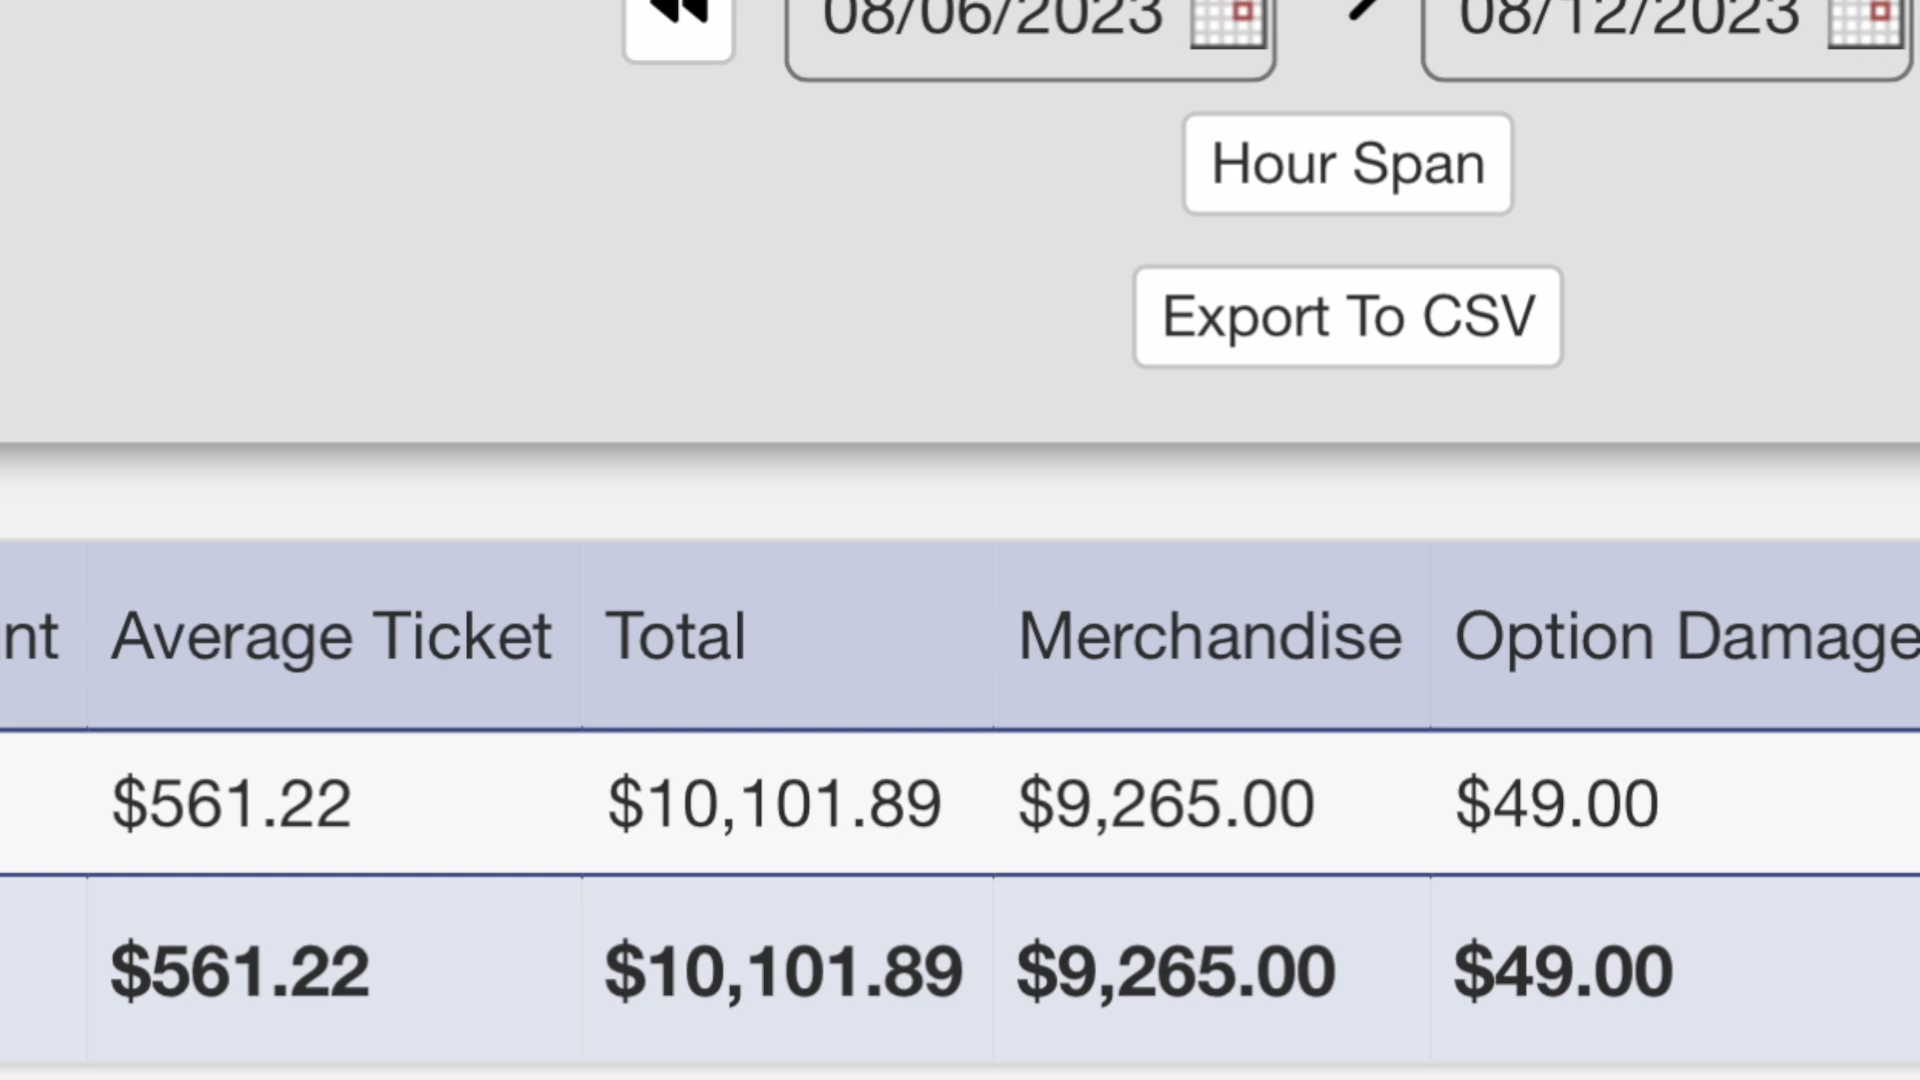 08/06/2023 08/12/2023
Hour Span
Export To CSV
nt Average Ticket Total Merchandise Option Damage
$561.22 $10,101.89 $9,265.00 $49.00
$561.22 $10,101.89 $9,265.00 $49.00